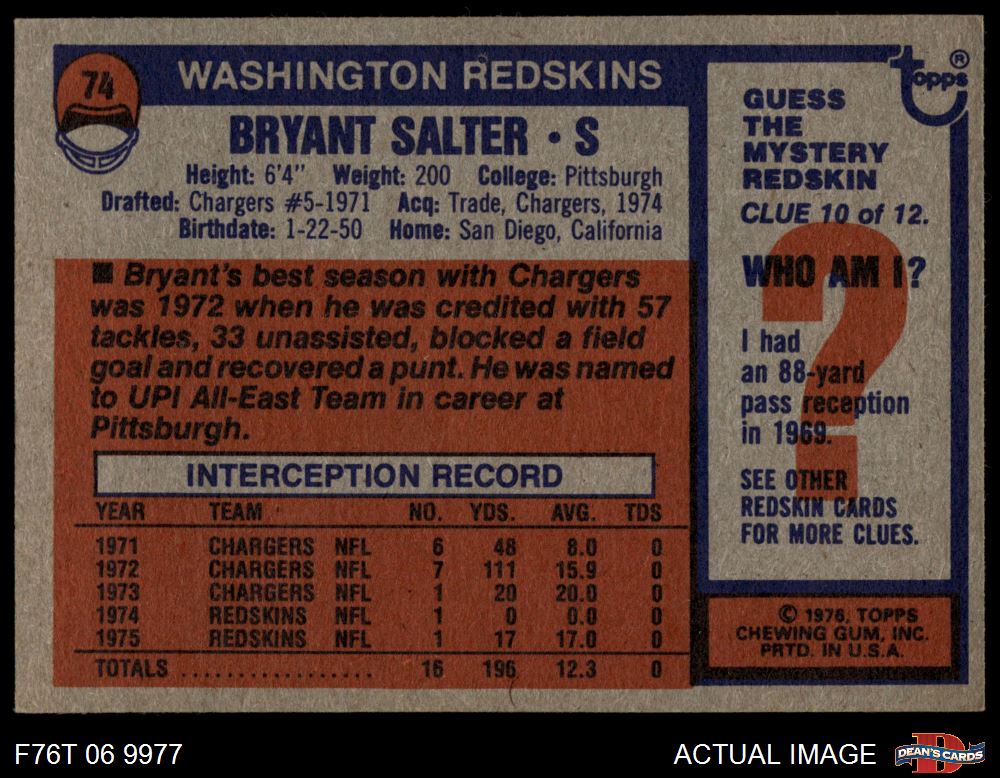 74
WASHINGTON REDSKINS
BRYANT SALTER • S
Height: 6'4" Weight: 200 College: Pittsburgh
Drafted: Chargers #5-1971 Acq: Trade, Chargers, 1974
Birthdate: 1-22-50 Home: San Diego, California
■ Bryant's best season with Chargers
was 1972 when he was credited with 57
tackles, 33 unassisted, blocked a field
goal and recovered a punt. He was named
to UPI All-East Team in career at
Pittsburgh.
INTERCEPTION RECORD
YEAR TEAM NO. YDS. AVG. TDS
1971 CHARGERS NFL 6 48 8.0 0
1972 CHARGERS NFL 7 111 15.9 0
1973 CHARGERS NFL 1 20 20.0 0
1974 REDSKINS NFL 1 0 0.0 0
1975 REDSKINS NFL 1 17 17.0 0
TOTALS ................. 16 196 12.3 0
topps ®
GUESS
THE
MYSTERY
REDSKIN
CLUE 10 of 12.
WHO AM I?
I had
an 88-yard
pass reception
in 1969.
SEE OTHER
REDSKIN CARDS
FOR MORE CLUES.
© 1976, TOPPS
CHEWING GUM, INC.
PRTD. IN U.S.A.
F76T 06 9977
ACTUAL IMAGE
DEAN'S CARDS